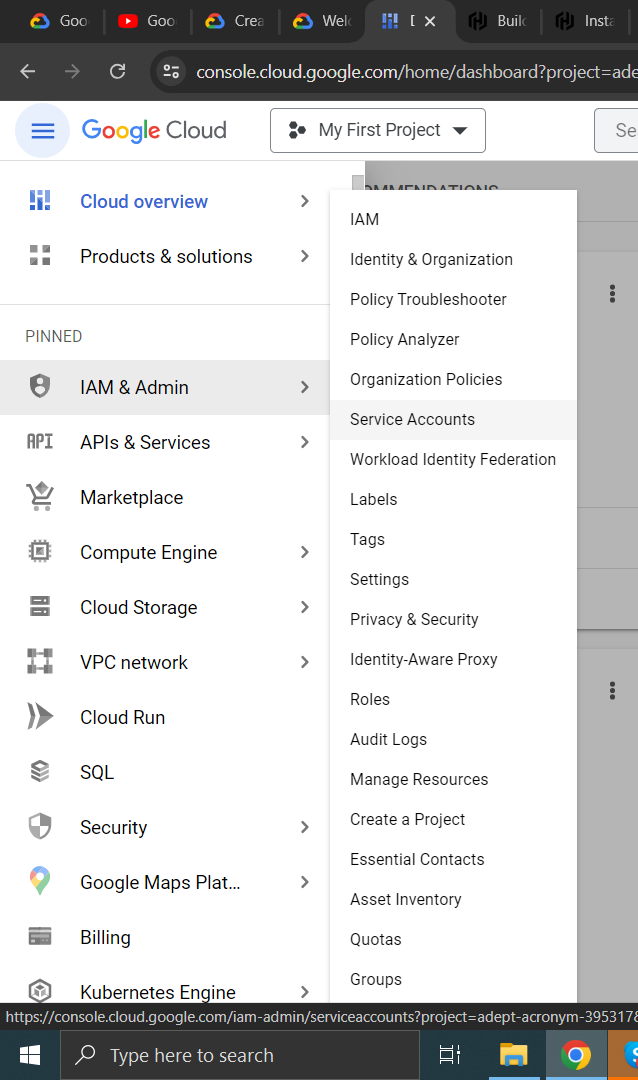 Goo
Goo
Crea
Welc
Build
Insta
console.cloud.google.com/home/dashboard?project=ade
Google Cloud
My First Project
Se
OMMENDATIONS
Cloud overview
Products & solutions
PINNED
IAM & Admin
API APIs & Services
Marketplace
Compute Engine
Cloud Storage
VPC network
Cloud Run
SQL
Security
Google Maps Plat...
Billing
Kubernetes Engine
IAM
Identity & Organization
Policy Troubleshooter
Policy Analyzer
Organization Policies
Service Accounts
Workload Identity Federation
Labels
Tags
Settings
Privacy & Security
Identity-Aware Proxy
Roles
Audit Logs
Manage Resources
Create a Project
Essential Contacts
Asset Inventory
Quotas
Groups
https://console.cloud.google.com/iam-admin/serviceaccounts?project=adept-acronym-395317&
Type here to search